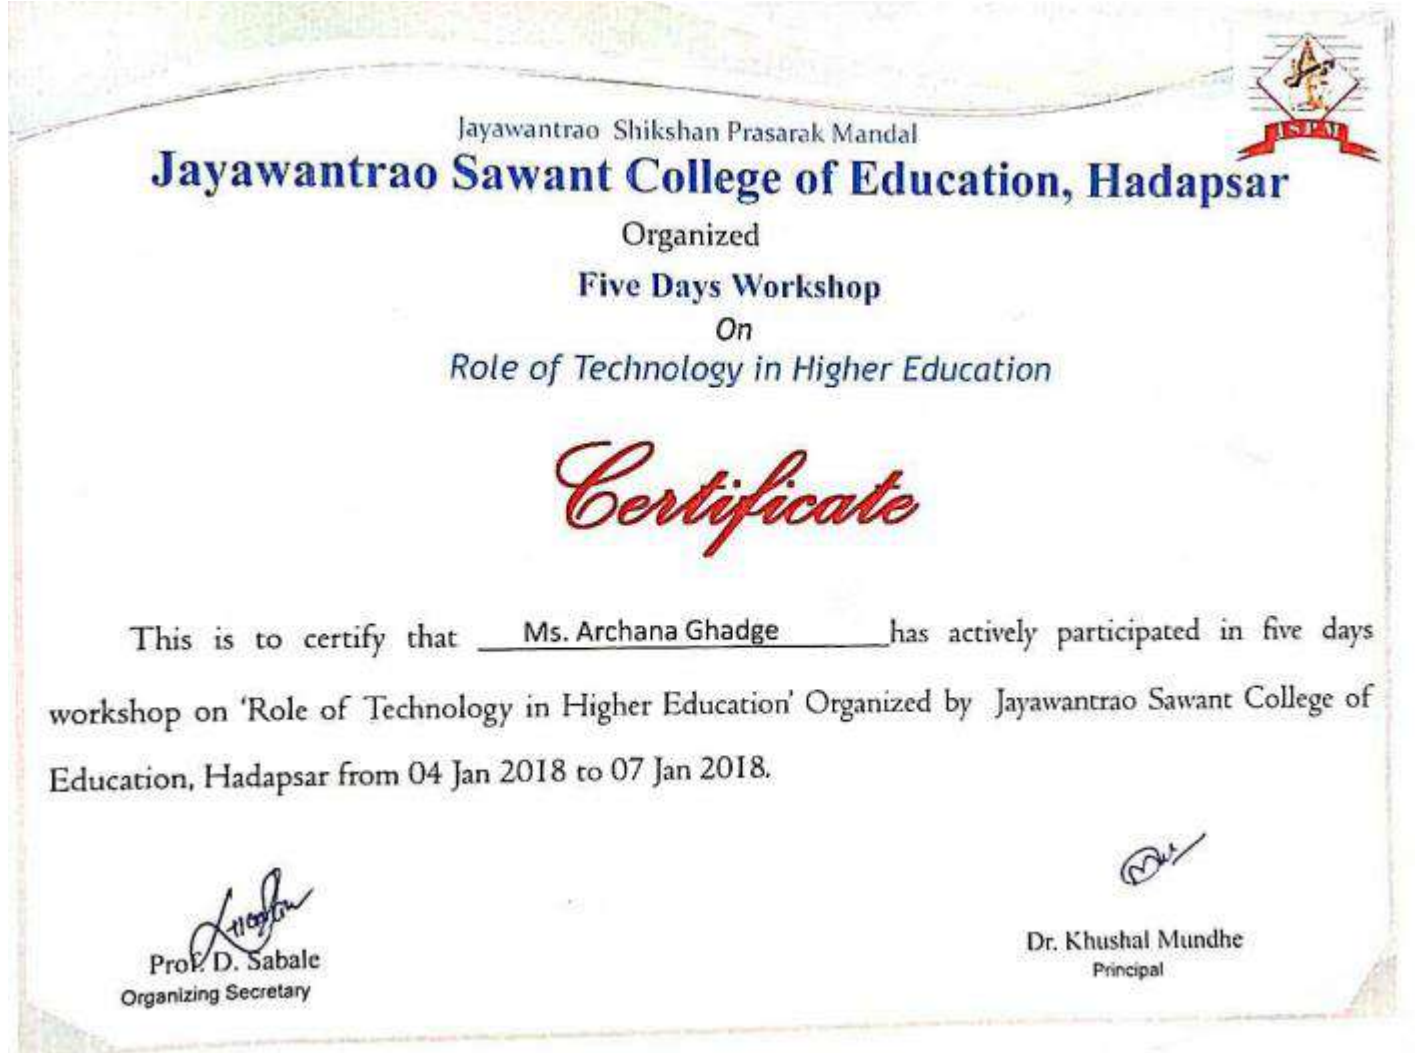 JSPM
Jayawantrao Shikshan Prasarak Mandal
Jayawantrao Sawant College of Education, Hadapsar
Organized
Five Days Workshop
On
Role of Technology in Higher Education
Certificate
This is to certify that Ms. Archana Ghadge has actively participated in five days
workshop on 'Role of Technology in Higher Education' Organized by Jayawantrao Sawant College of
Education, Hadapsar from 04 Jan 2018 to 07 Jan 2018.
Prof. D. Sabale
Organizing Secretary
Dr. Khushal Mundhe
Principal